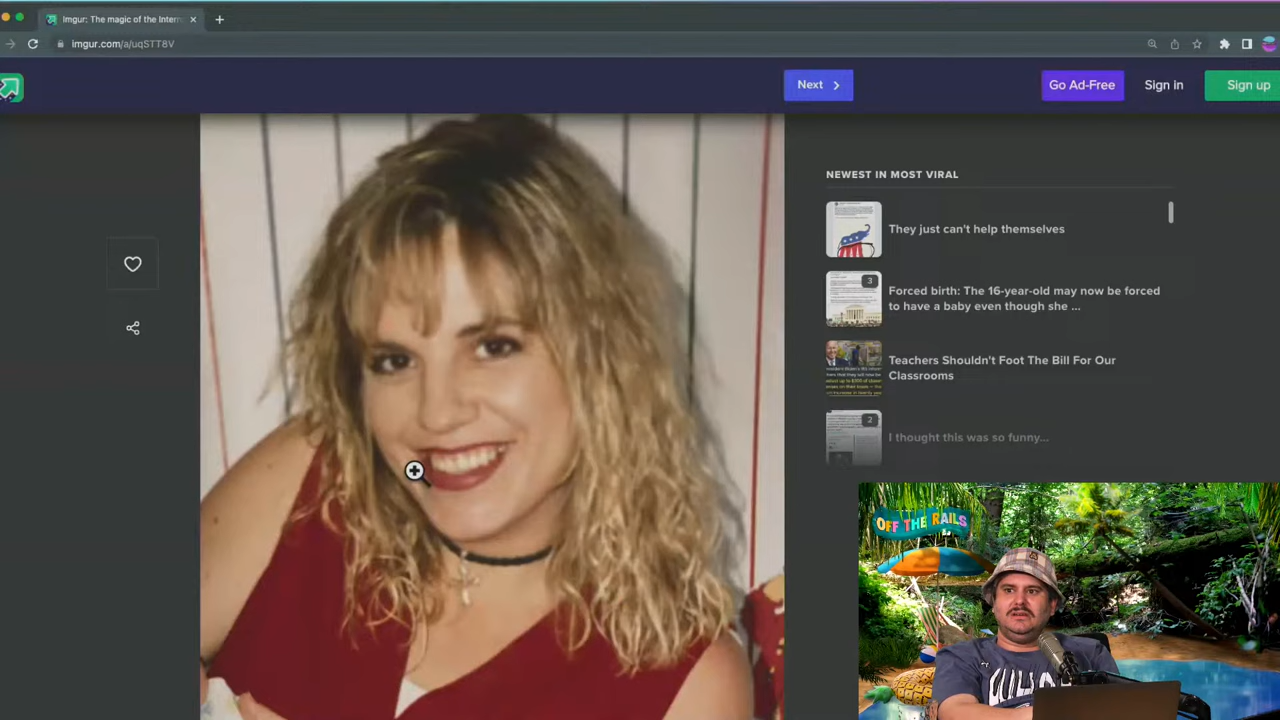 Imgur: The magic of the Intern
imgur.com/a/uqSTT8V
Next
Go Ad-Free
Sign in
Sign up
NEWEST IN MOST VIRAL
They just can't help themselves
3
Forced birth: The 16-year-old may now be forced
to have a baby even though she ...
Teachers Shouldn't Foot The Bill For Our
Classrooms
2
I thought this was so funny...
OFF THE RAILS